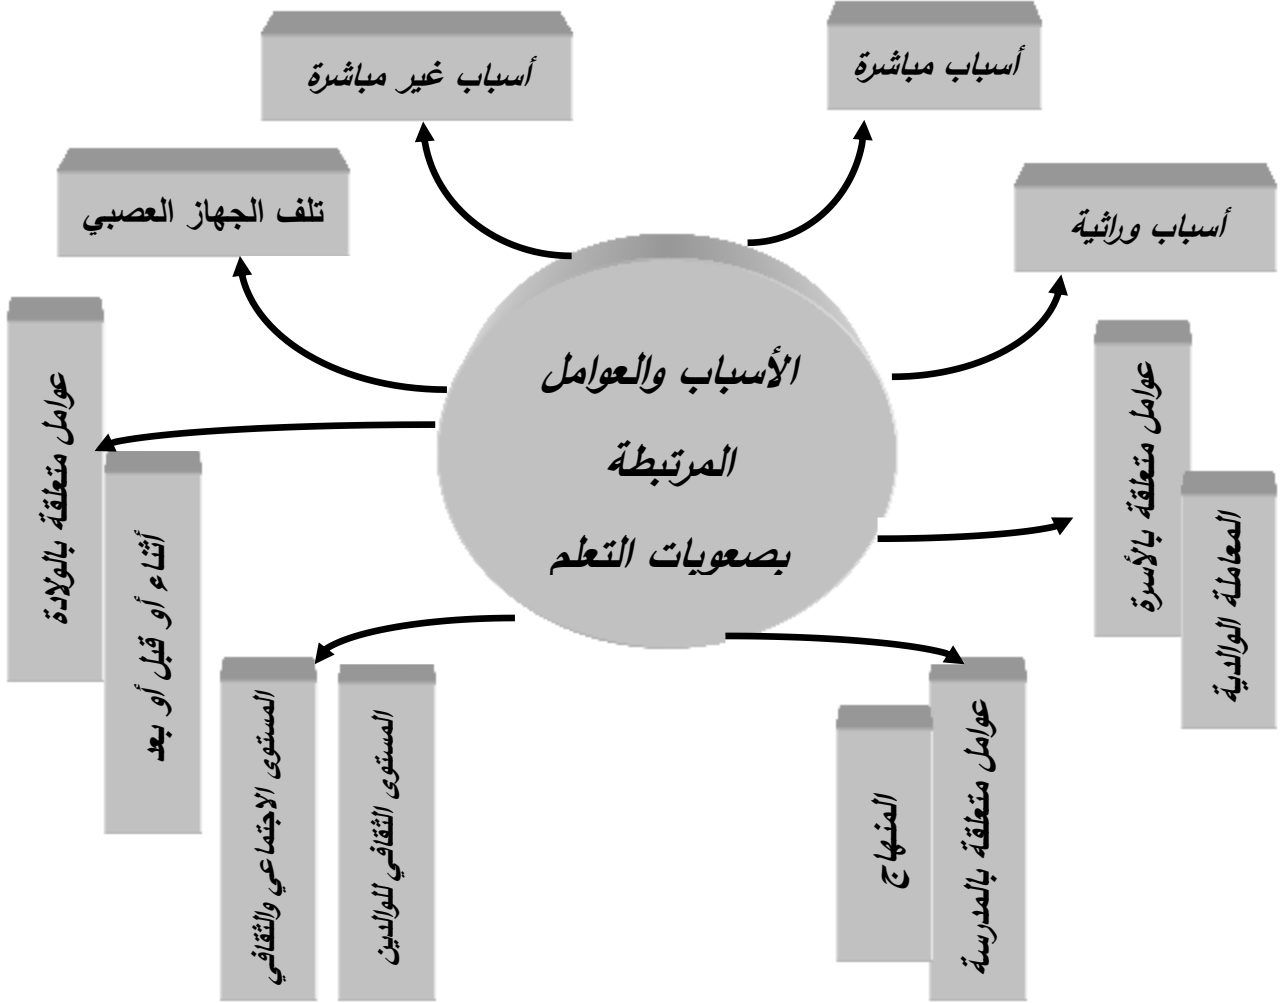 أسباب مباشرة
أسباب غير مباشرة
أسباب وراثية
تلف الجهاز العصبي
الأسباب والعوامل
المرتبطة
بصعوبات التعلم
عوامل متعلقة بالأسرة
المعاملة الوالدية
عوامل متعلقة بالمدرسة
المنهاج
المستوى الثقافي للوالدين
المستوى الاجتماعي والثقافي
عوامل متعلقة بالولادة
أثناء أو قبل أو بعد